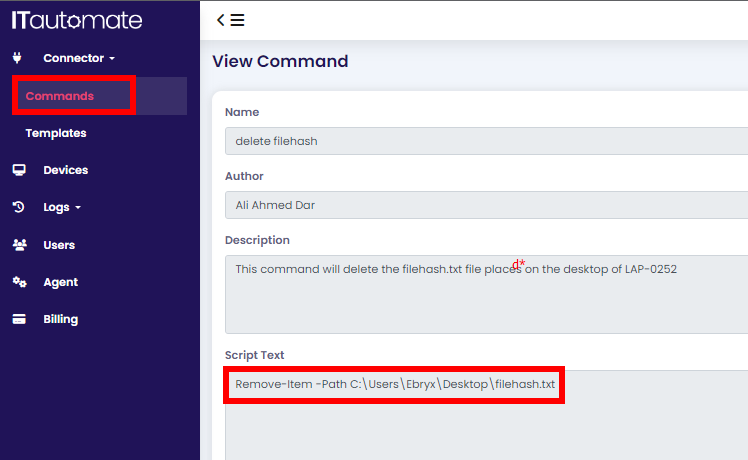 ITautomate
Connector
Commands
Templates
Devices
Logs
Users
Agent
Billing
View Command
Name
delete filehash
Author
Ali Ahmed Dar
Description
d*
This command will delete the filehash.txt file places on the desktop of LAP-0252
Script Text
Remove-Item -Path C:\Users\Ebryx\Desktop\filehash.txt